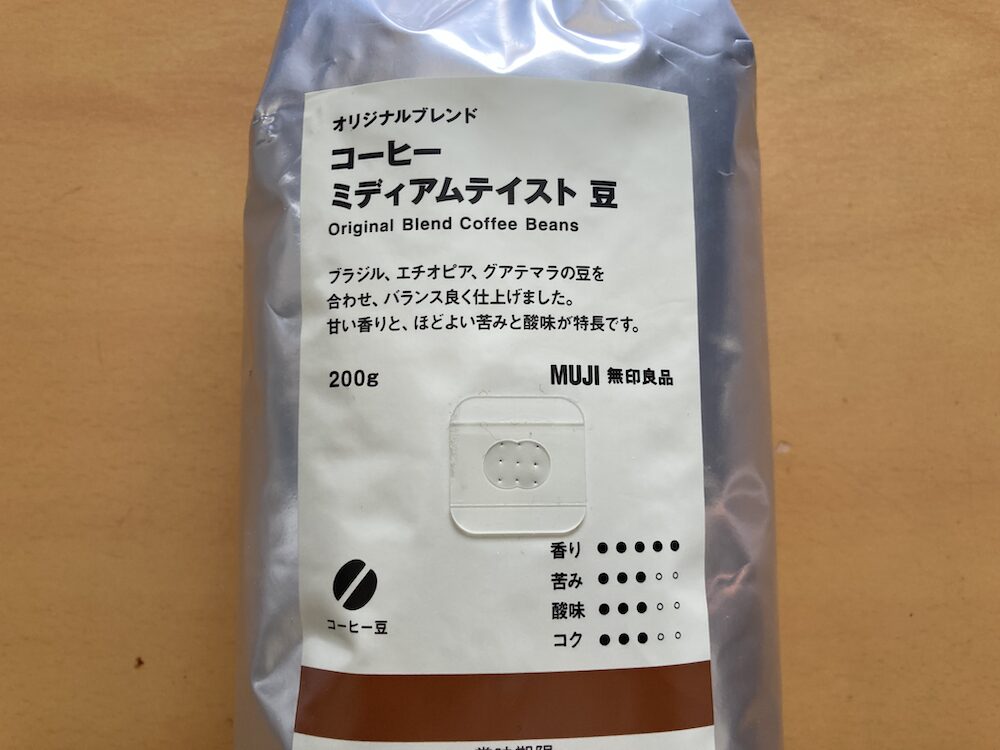 オリジナルブレンド
コーヒー
ミディアムテイスト 豆
Original Blend Coffee Beans
ブラジル、エチオピア、グアテマラの豆を
合わせ、バランス良く仕上げました。
甘い香りと、ほどよい苦みと酸味が特長です。
200g
MUJI 無印良品
香り ●●●●●
苦み ●●●○○
酸味 ●●●○○
コク ●●●○○
コーヒー豆